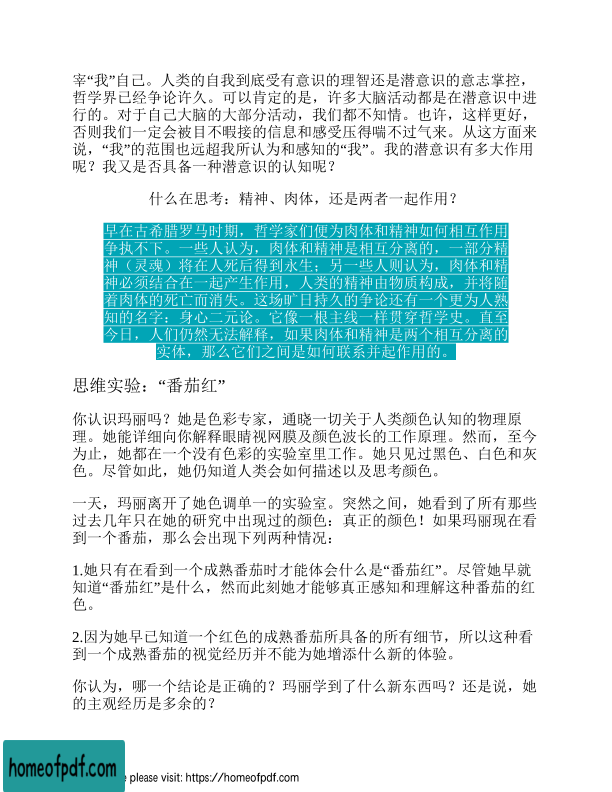 宰“我”自己。人类的自我到底受有意识的理智还是潜意识的意志掌控，
哲学界已经争论许久。可以肯定的是，许多大脑活动都是在潜意识中进
行的。对于自己大脑的大部分活动，我们都不知情。也许，这样更好，
否则我们一定会被目不暇接的信息和感受压得喘不过气来。从这方面来
说，“我”的范围也远超我所认为和感知的“我”。我的潜意识有多大作用
呢？我又是否具备一种潜意识的认知呢？
什么在思考：精神、肉体，还是两者一起作用？
早在古希腊罗马时期，哲学家们便为肉体和精神如何相互作用
争执不下。一些人认为，肉体和精神是相互分离的，一部分精
神（灵魂）将在人死后得到永生；另一些人则认为，肉体和精
神必须结合在一起产生作用，人类的精神由物质构成，并将随
着肉体的死亡而消失。这场旷日持久的争论还有一个更为人熟
知的名字：身心二元论。它像一根主线一样贯穿哲学史。直至
今日，人们仍然无法解释，如果肉体和精神是两个相互分离的
实体，那么它们之间是如何联系并起作用的。
思维实验：“番茄红”
你认识玛丽吗？她是色彩专家，通晓一切关于人类颜色认知的物理原
理。她能详细向你解释眼睛视网膜及颜色波长的工作原理。然而，至今
为止，她都在一个没有色彩的实验室里工作。她只见过黑色、白色和灰
色。尽管如此，她仍知道人类会如何描述以及思考颜色。
一天，玛丽离开了她色调单一的实验室。突然之间，她看到了所有那些
过去几年只在她的研究中出现过的颜色：真正的颜色！如果玛丽现在看
到一个番茄，那么会出现下列两种情况：
1.她只有在看到一个成熟番茄时才能体会什么是“番茄红”。尽管她早就
知道“番茄红”是什么，然而此刻她才能够真正感知和理解这种番茄的红
色。
2.因为她早已知道一个红色的成熟番茄所具备的所有细节，所以这种看
到一个成熟番茄的视觉经历并不能为她增添什么新的体验。
你认为，哪一个结论是正确的？玛丽学到了什么新东西吗？还是说，她
的主观经历是多余的？
homeofpdf.com
please visit: https://homeofpdf.com